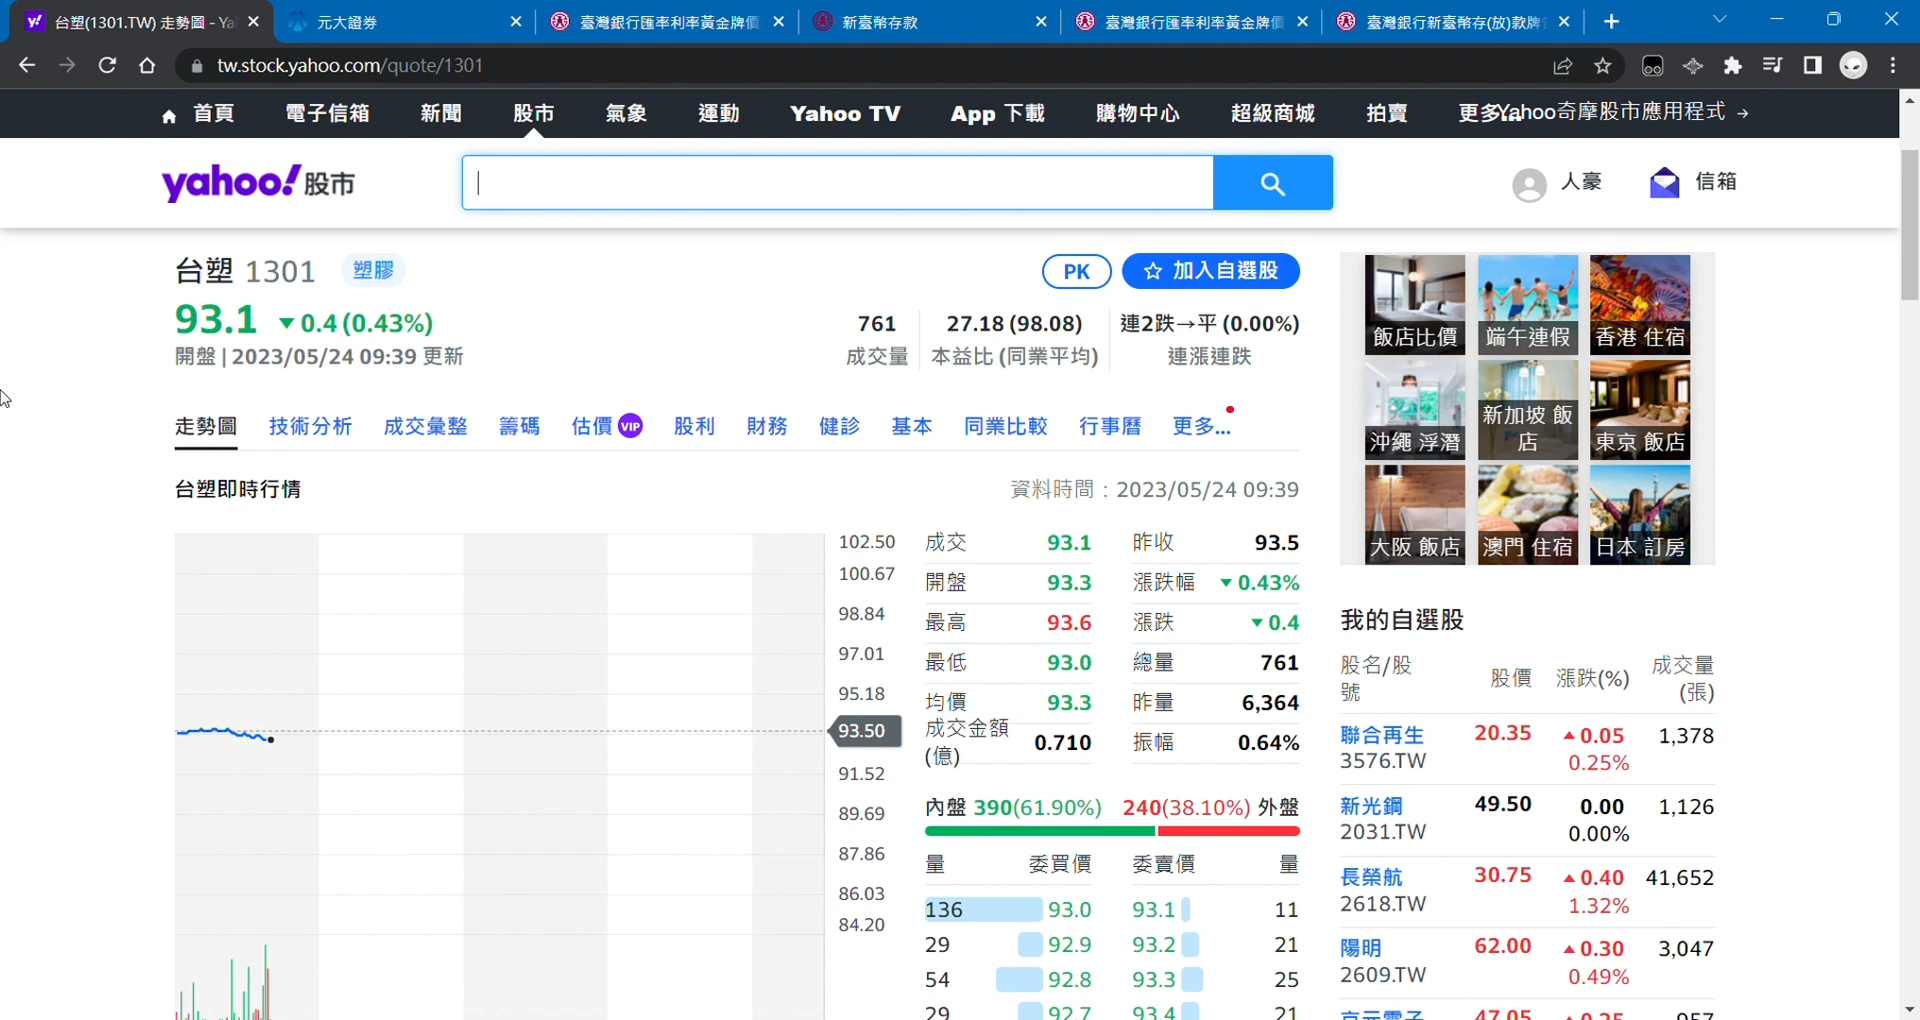 台塑(1301.TW) 走勢圖 - Ya
元大證券
臺灣銀行匯率利率黃金牌價
新臺幣存款
臺灣銀行匯率利率黃金牌價
臺灣銀行新臺幣存(放)款牌告
tw.stock.yahoo.com/quote/1301
首頁 電子信箱 新聞 股市 氣象 運動 Yahoo TV App 下載 購物中心 超級商城 拍賣 更多... Yahoo奇摩股市應用程式 →
yahoo!股市
人豪 信箱
台塑 1301 塑膠
PK ☆ 加入自選股
93.1 ▼0.4 (0.43%)
開盤 | 2023/05/24 09:39 更新
761 27.18 (98.08) 連2跌→平 (0.00%)
成交量 本益比 (同業平均) 連漲連跌
走勢圖 技術分析 成交彙整 籌碼 估價 VIP 股利 財務 健診 基本 同業比較 行事曆 更多...
台塑即時行情 資料時間：2023/05/24 09:39
102.50
100.67
98.84
97.01
95.18
93.50
91.52
89.69
87.86
86.03
84.20
成交 93.1 昨收 93.5
開盤 93.3 漲跌幅 ▼0.43%
最高 93.6 漲跌 ▼0.4
最低 93.0 總量 761
均價 93.3 昨量 6,364
成交金額
(億) 0.710 振幅 0.64%
內盤 390(61.90%) 240(38.10%) 外盤
量 委買價 委賣價 量
136 93.0 93.1 11
29 92.9 93.2 21
54 92.8 93.3 25
29 92.7 93.4 21
飯店比價 端午連假 香港 住宿
沖繩 浮潛 新加坡 飯
店 東京 飯店
大阪 飯店 澳門 住宿 日本 訂房
我的自選股
股名/股
號 股價 漲跌(%) 成交量
(張)
聯合再生 20.35 ▲0.05 1,378
3576.TW 0.25%
新光鋼 49.50 0.00 1,126
2031.TW 0.00%
長榮航 30.75 ▲0.40 41,652
2618.TW 1.32%
陽明 62.00 ▲0.30 3,047
2609.TW 0.49%
京元電子 47.05 ▲0.25 957